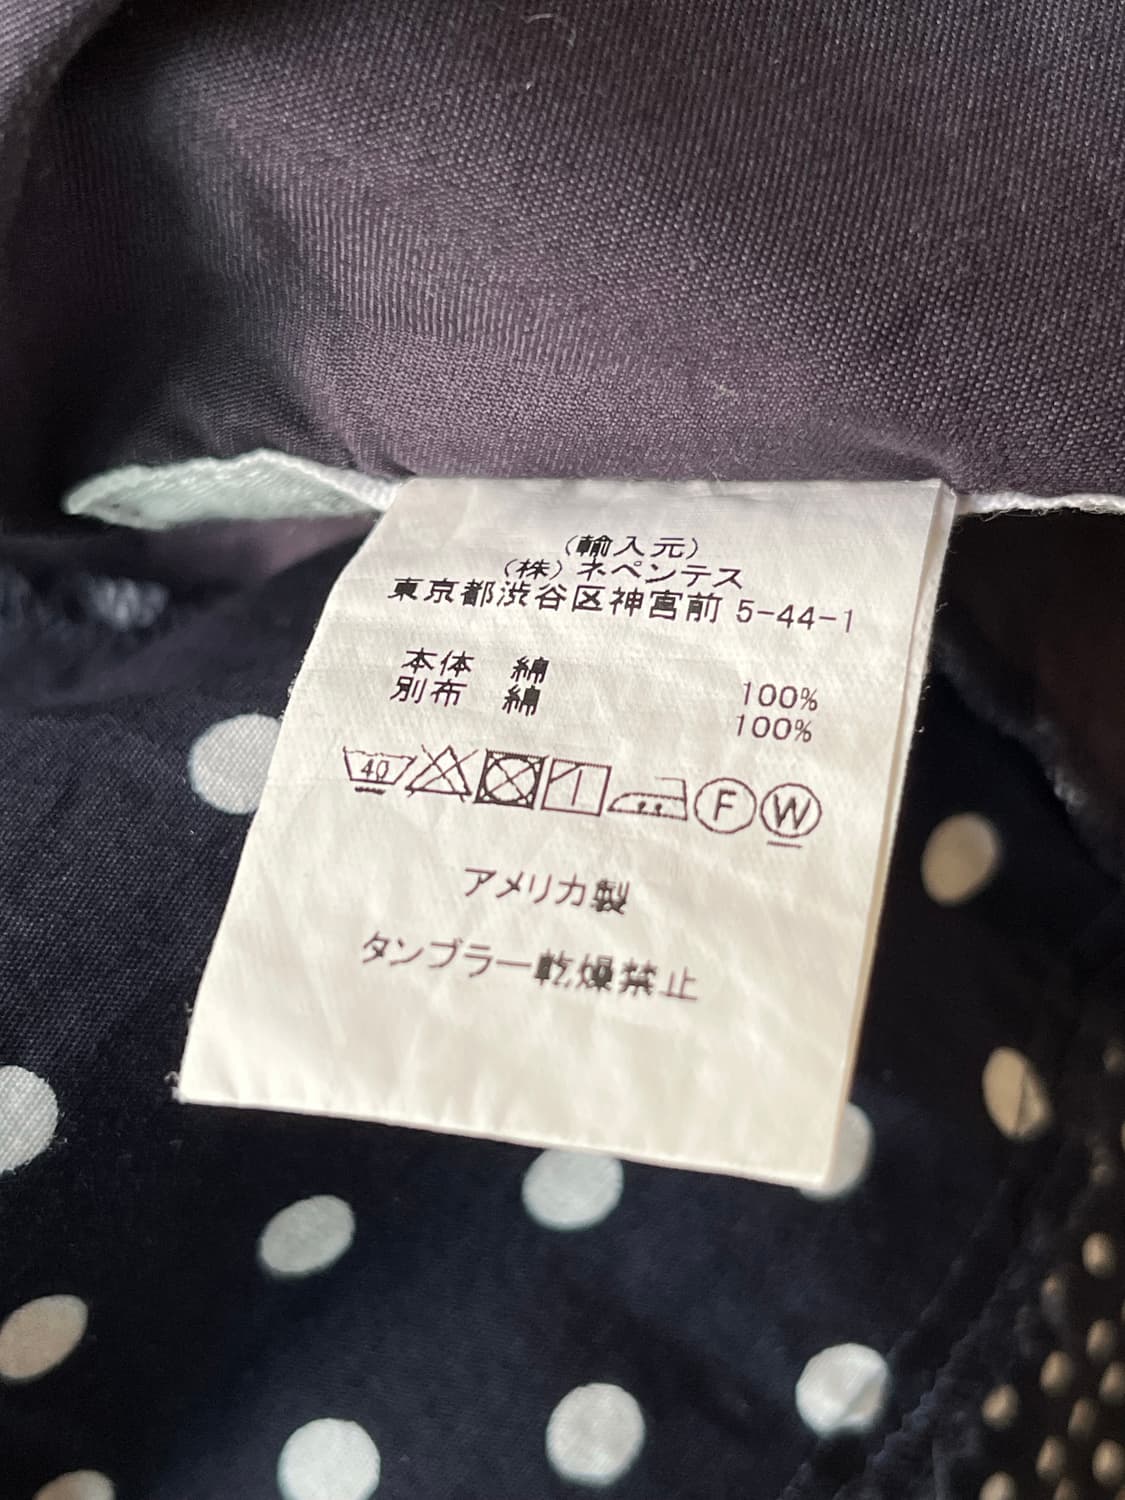 (輸入元)
(株)ネペンテス
東京都渋谷区神宮前 5-44-1
本体 綿 100%
別布 綿 100%
40 F W
アメリカ製
タンブラー乾燥禁止